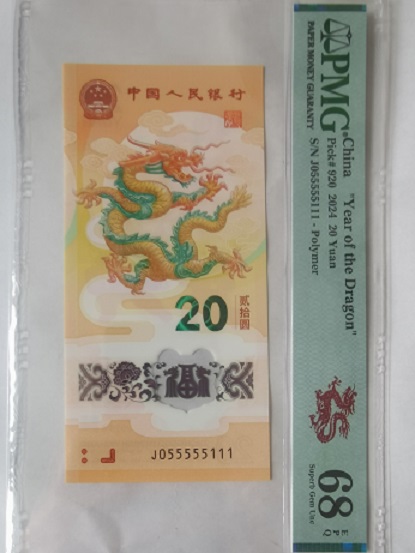 中国人民银行
20
贰拾圆
J055555111
PMG
PAPER MONEY GUARANTY
China "Year of the Dragon"
Pick# 920 2024 20 Yuan
S/N J055555111 - Polymer
68 EPQ
Superb Gem Unc